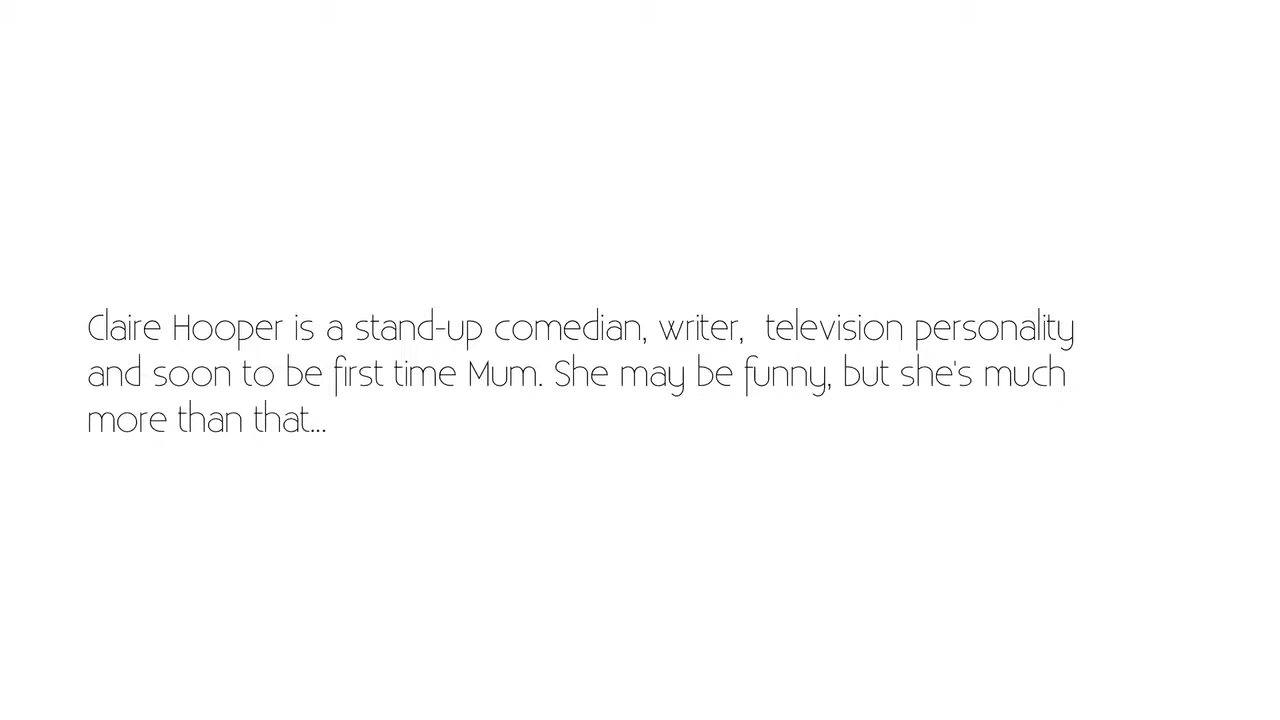 Claire Hooper is a stand-up comedian, writer,  television personality
and soon to be first time Mum. She may be funny, but she's much
more than that...